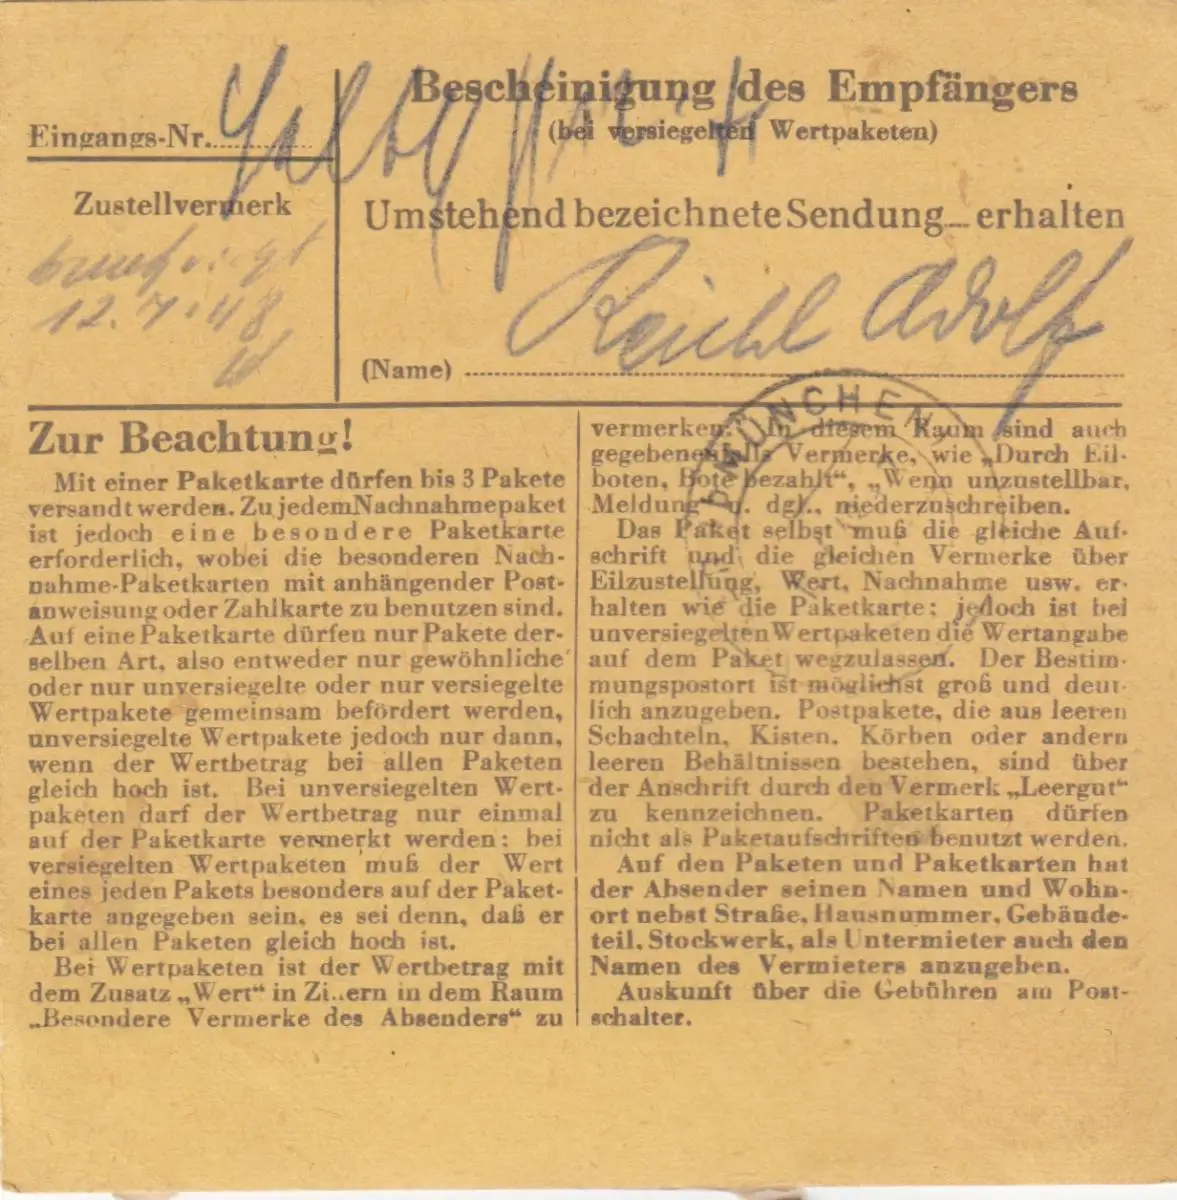 Bescheinigung des Empfängers
(bei versiegelten Wertpaketen)
Eingangs-Nr.
Zustellvermerk
12.7.48
Umstehend bezeichnete Sendung erhalten
Reichl Adolf
(Name)
MÜNCHEN
Zur Beachtung!
Mit einer Paketkarte dürfen bis 3 Pakete
versandt werden. Zu jedem Nachnahmepaket
ist jedoch eine besondere Paketkarte
erforderlich, wobei die besonderen Nach-
nahme-Paketkarten mit anhängender Post-
anweisung oder Zahlkarte zu benutzen sind.
Auf eine Paketkarte dürfen nur Pakete der-
selben Art, also entweder nur gewöhnliche
oder nur unversiegelte oder nur versiegelte
Wertpakete gemeinsam befördert werden,
unversiegelte Wertpakete jedoch nur dann,
wenn der Wertbetrag bei allen Paketen
gleich hoch ist. Bei unversiegelten Wert-
paketen darf der Wertbetrag nur einmal
auf der Paketkarte vermerkt werden: bei
versiegelten Wertpaketen muß der Wert
eines jeden Pakets besonders auf der Paket-
karte angegeben sein, es sei denn, daß er
bei allen Paketen gleich hoch ist.
Bei Wertpaketen ist der Wertbetrag mit
dem Zusatz „Wert“ in Zi..ern in dem Raum
„Besondere Vermerke des Absenders“ zu
vermerken. In diesem Raum sind auch
gegebenenfalls Vermerke, wie „Durch Eil-
boten, Bote bezahlt“, „Wenn unzustellbar,
Meldung u. dgl., niederzuschreiben.
Das Paket selbst muß die gleiche Auf-
schrift und die gleichen Vermerke über
Eilzustellung, Wert, Nachnahme usw. er-
halten wie die Paketkarte: jedoch ist bei
unversiegelten Wertpaketen die Wertangabe
auf dem Paket wegzulassen. Der Bestim-
mungspostort ist möglichst groß und deut-
lich anzugeben. Postpakete, die aus leeren
Schachteln, Kisten, Körben oder andern
leeren Behältnissen bestehen, sind über
der Anschrift durch den Vermerk „Leergut“
zu kennzeichnen. Paketkarten dürfen
nicht als Paketaufschriften benutzt werden.
Auf den Paketen und Paketkarten hat
der Absender seinen Namen und Wohn-
ort nebst Straße, Hausnummer, Gebäude-
teil, Stockwerk, als Untermieter auch den
Namen des Vermieters anzugeben.
Auskunft über die Gebühren am Post-
schalter.